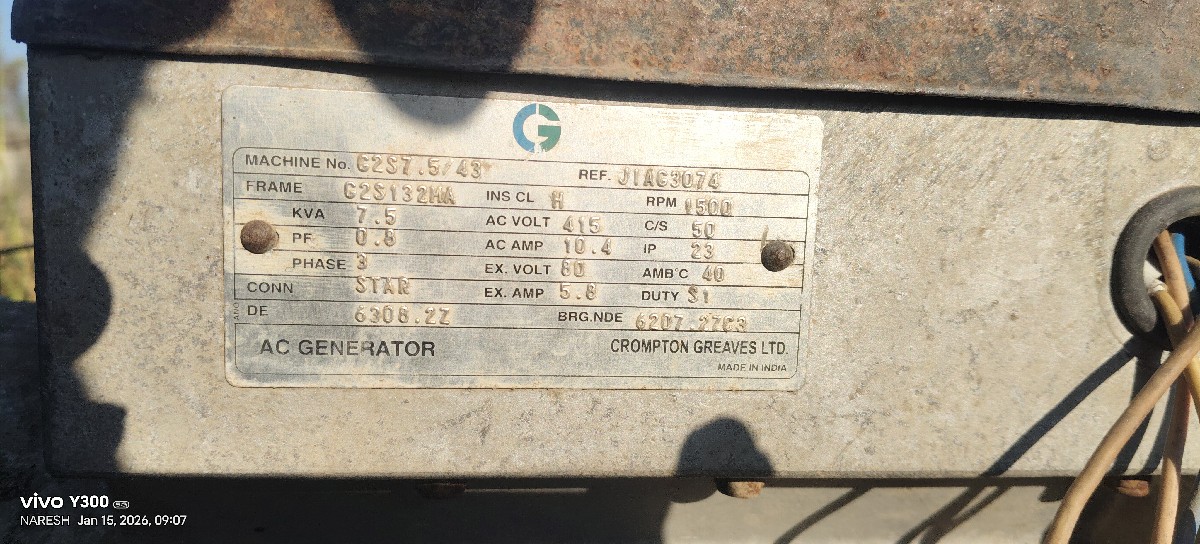 G
MACHINE No. C2S7.5/43 REF. J1AC3074
FRAME C2S132MA INS CL H RPM 1500
KVA 7.5 AC VOLT 415 C/S 50
PF 0.8 AC AMP 10.4 IP 23
PHASE 3 EX. VOLT 80 AMB°C 40
CONN STAR EX. AMP 5.8 DUTY S1
DE 6308.2Z BRG.NDE 6207.2ZC3
AC GENERATOR CROMPTON GREAVES LTD.
MADE IN INDIA
vivo Y300 5G
NARESH Jan 15, 2026, 09:07